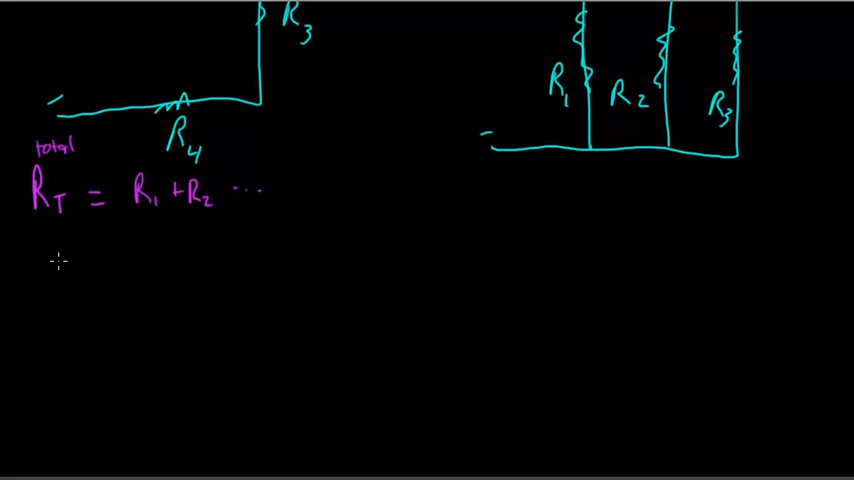 R3
R1 R2 R3
R4
total
RT = R1 + R2 ...